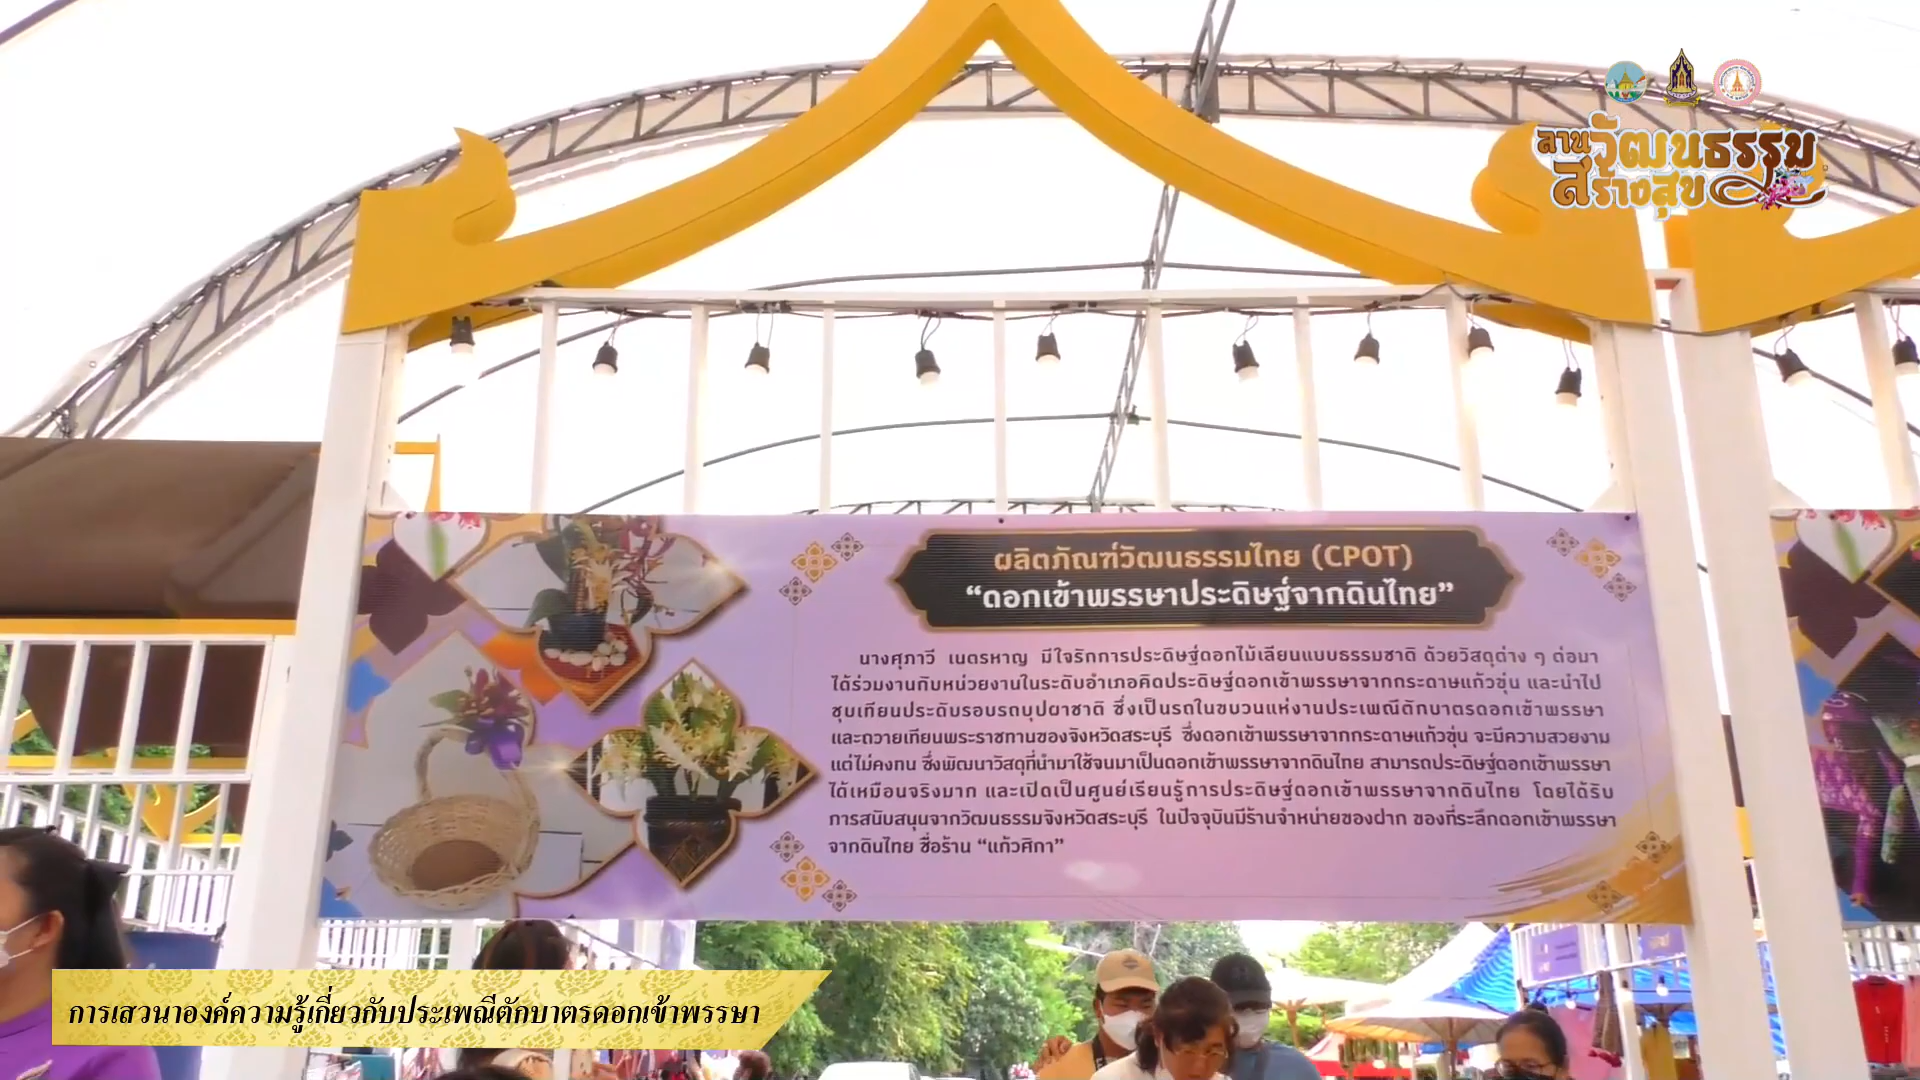 ลานวัฒนธรรม
สร้างสุข
ผลิตภัณฑ์วัฒนธรรมไทย (CPOT)
“ดอกเข้าพรรษาประดิษฐ์จากดินไทย”
นางศุภาวี เนตรหาญ มีใจรักการประดิษฐ์ดอกไม้เลียนแบบธรรมชาติ ด้วยวัสดุต่าง ๆ ต่อมา
ได้ร่วมงานกับหน่วยงานในระดับอำเภอคิดประดิษฐ์ดอกเข้าพรรษาจากกระดาษแก้วขุ่น และนำไป
ชุบเทียนประดับรอบรถบุปผาชาติ ซึ่งเป็นรถในขบวนแห่งานประเพณีตักบาตรดอกเข้าพรรษา
และถวายเทียนพระราชทานของจังหวัดสระบุรี ซึ่งดอกเข้าพรรษาจากกระดาษแก้วขุ่น จะมีความสวยงาม
แต่ไม่คงทน ซึ่งพัฒนาวัสดุที่นำมาใช้จนมาเป็นดอกเข้าพรรษาจากดินไทย สามารถประดิษฐ์ดอกเข้าพรรษา
ได้เหมือนจริงมาก และเปิดเป็นศูนย์เรียนรู้การประดิษฐ์ดอกเข้าพรรษาจากดินไทย โดยได้รับ
การสนับสนุนจากวัฒนธรรมจังหวัดสระบุรี ในปัจจุบันมีร้านจำหน่ายของฝาก ของที่ระลึกดอกเข้าพรรษา
จากดินไทย ชื่อร้าน “แก้วศิกา”
การเสวนาองค์ความรู้เกี่ยวกับประเพณีตักบาตรดอกเข้าพรรษา